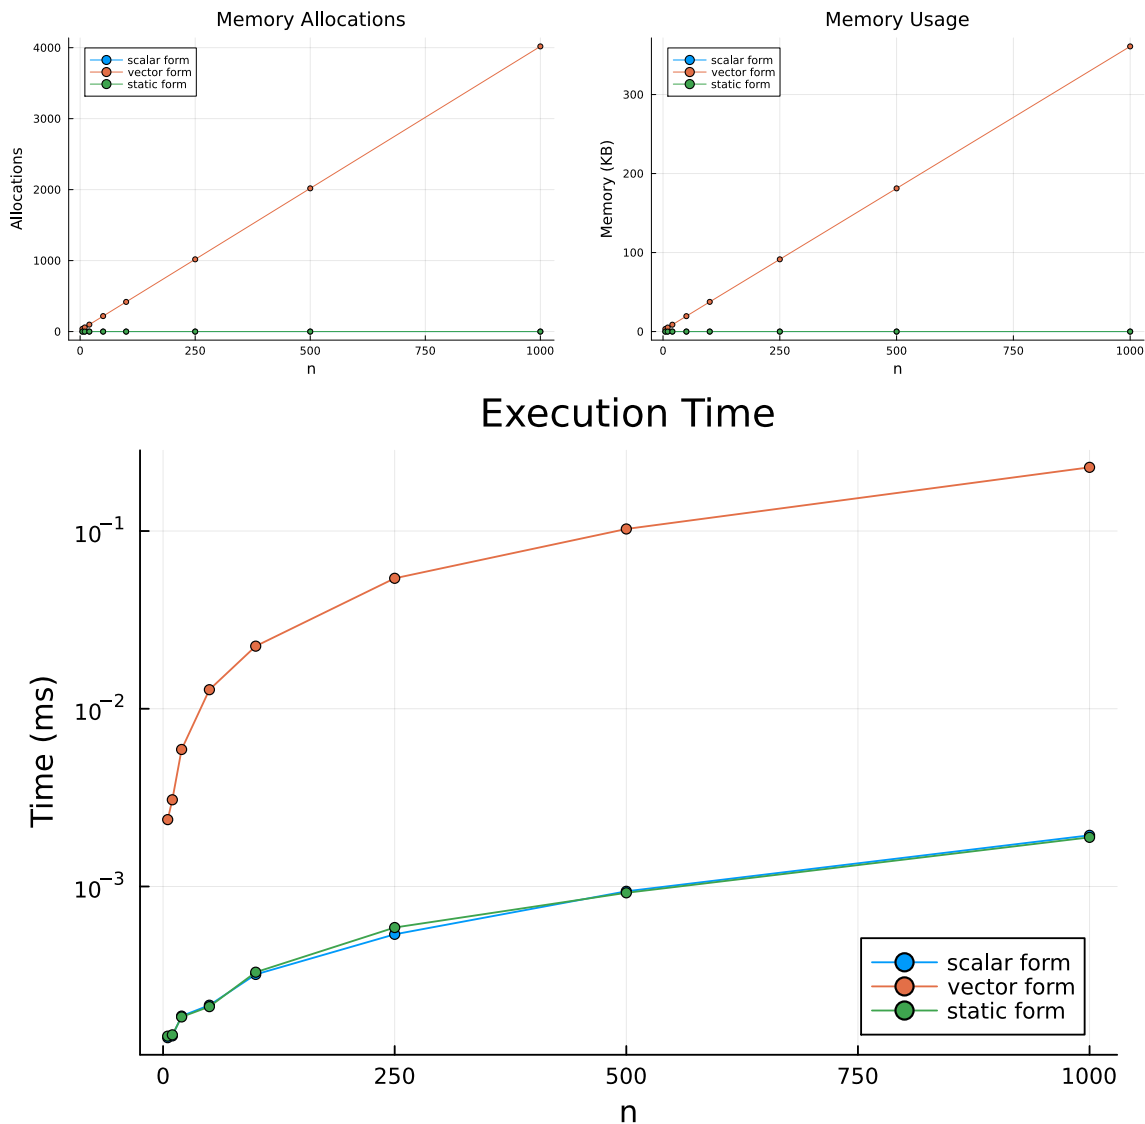 Memory Allocations
Allocations
4000
3000
2000
1000
0
scalar form
vector form
static form
0 250 500 750 1000
n
Memory Usage
Memory (KB)
300
200
100
0
scalar form
vector form
static form
0 250 500 750 1000
n
Execution Time
Time (ms)
10⁻¹
10⁻²
10⁻³
scalar form
vector form
static form
0 250 500 750 1000
n